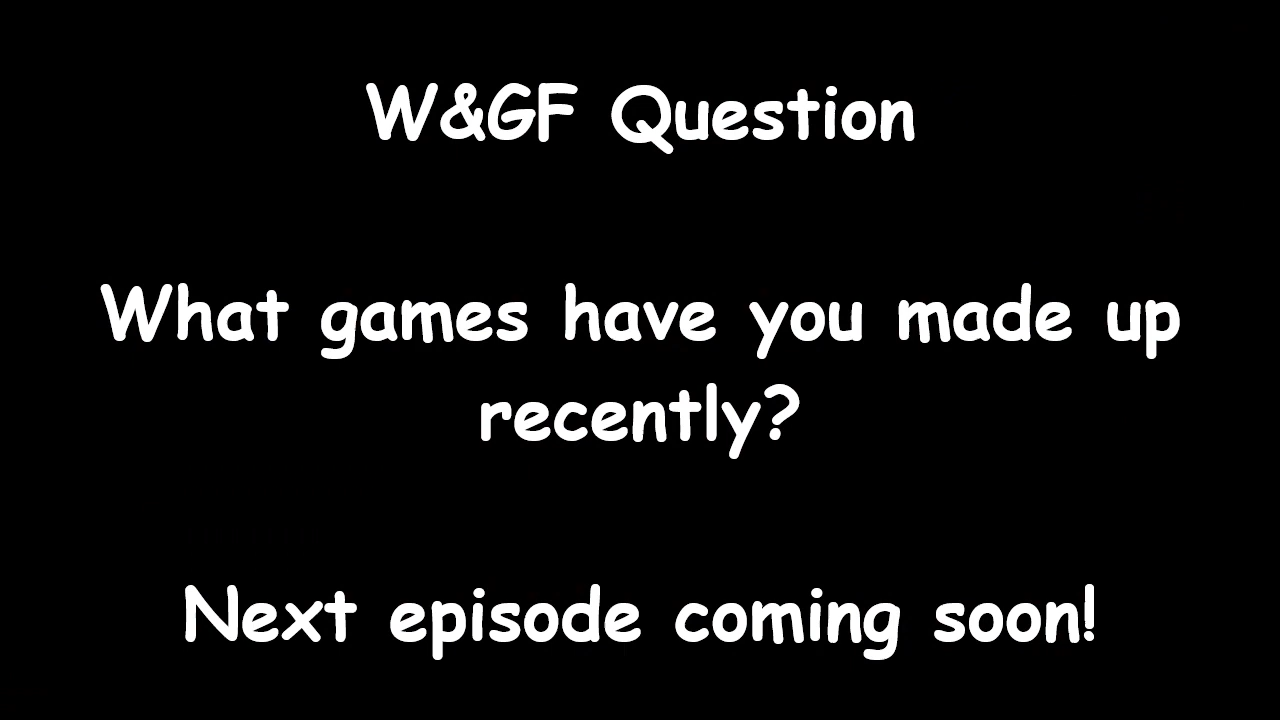 W&GF Question
What games have you made up
recently?
Next episode coming soon!